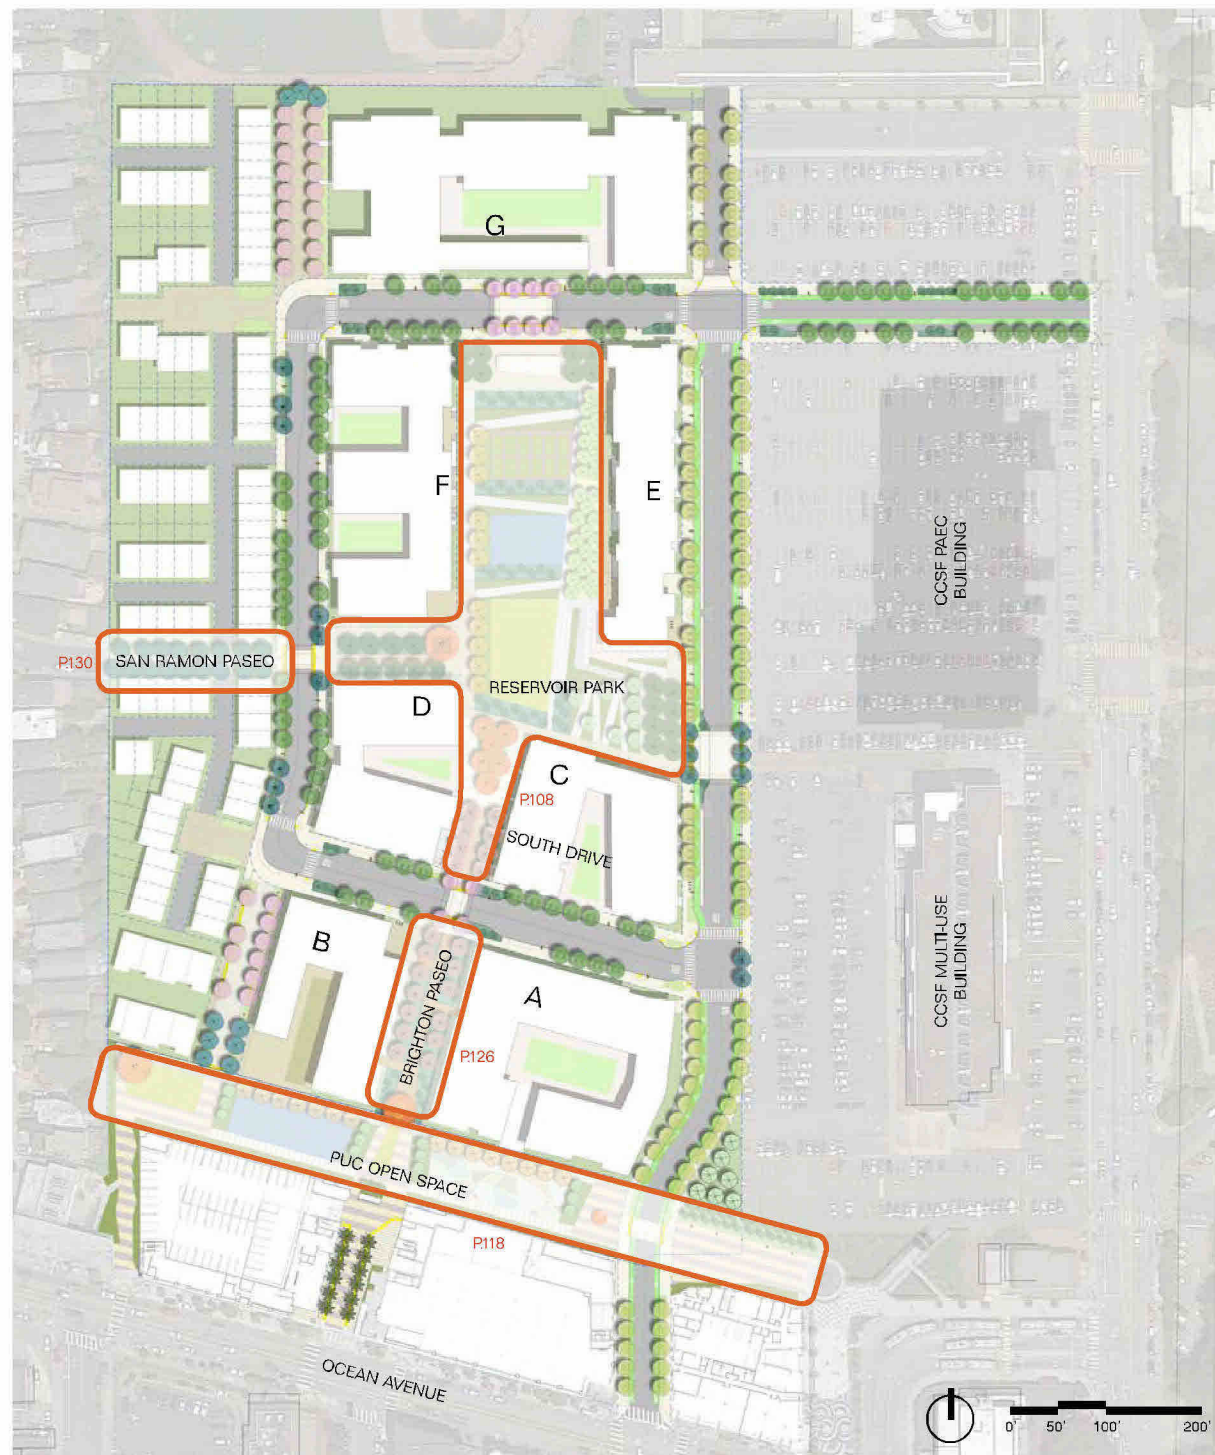 G
F
E
CCSF PAEC
BUILDING
P.130
SAN RAMON PASEO
RESERVOIR PARK
D
C
P.108
SOUTH DRIVE
B
A
BRIGHTON PASEO
P.126
CCSF MULTI-USE
BUILDING
PUC OPEN SPACE
P.118
OCEAN AVENUE
0' 50' 100' 200'